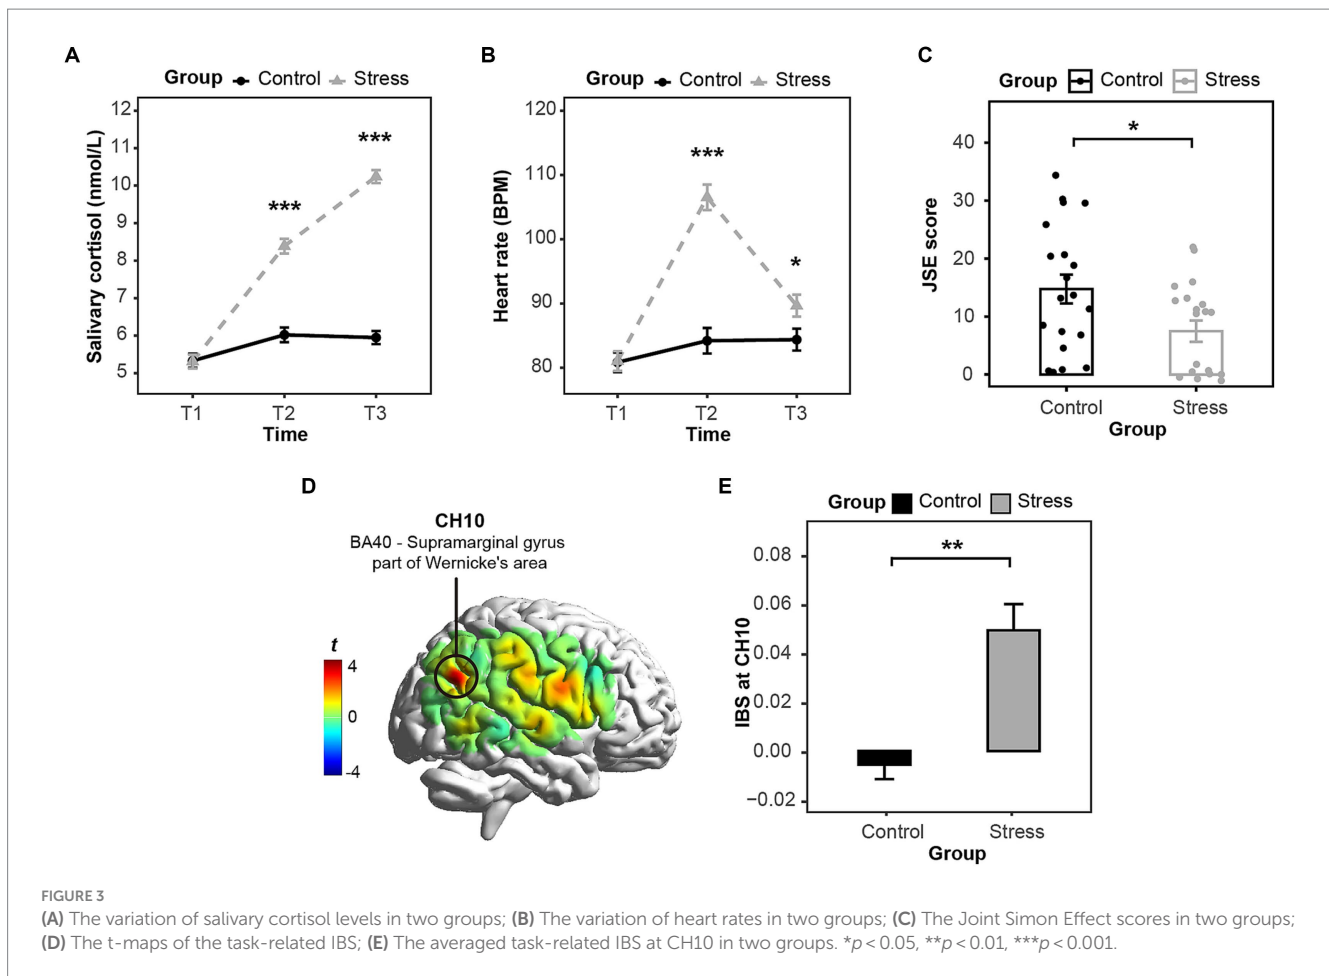 A
Group Control Stress
Salivary cortisol (nmol/L)
12
11
10
9
8
7
6
5
***
***
T1 T2 T3
Time
B
Group Control Stress
Heart rate (BPM)
120
110
100
90
80
***
*
T1 T2 T3
Time
C
Group Control Stress
JSE score
40
30
20
10
0
*
Control Stress
Group
D
CH10
BA40 - Supramarginal gyrus
part of Wernicke's area
t
4
0
-4
E
Group Control Stress
IBS at CH10
0.08
0.06
0.04
0.02
0.00
−0.02
**
Control Stress
Group
FIGURE 3
(A) The variation of salivary cortisol levels in two groups; (B) The variation of heart rates in two groups; (C) The Joint Simon Effect scores in two groups;
(D) The t-maps of the task-related IBS; (E) The averaged task-related IBS at CH10 in two groups. *p < 0.05, **p < 0.01, ***p < 0.001.